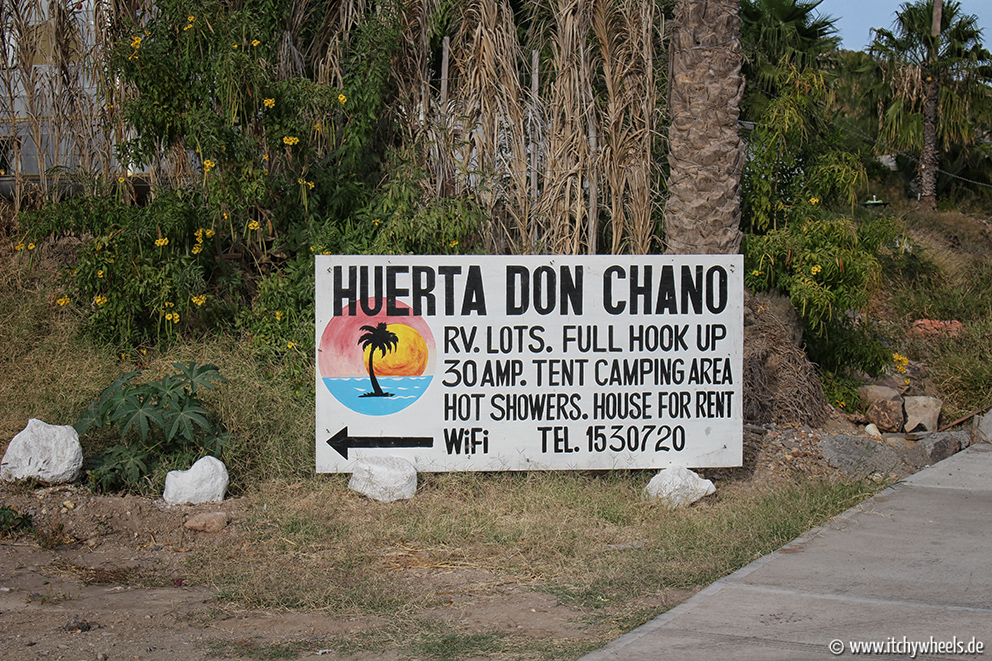 HUERTA DON CHANO
RV. LOTS. FULL HOOK UP
30 AMP. TENT CAMPING AREA
HOT SHOWERS. HOUSE FOR RENT
WiFi TEL. 1530720
© www.itchywheels.de